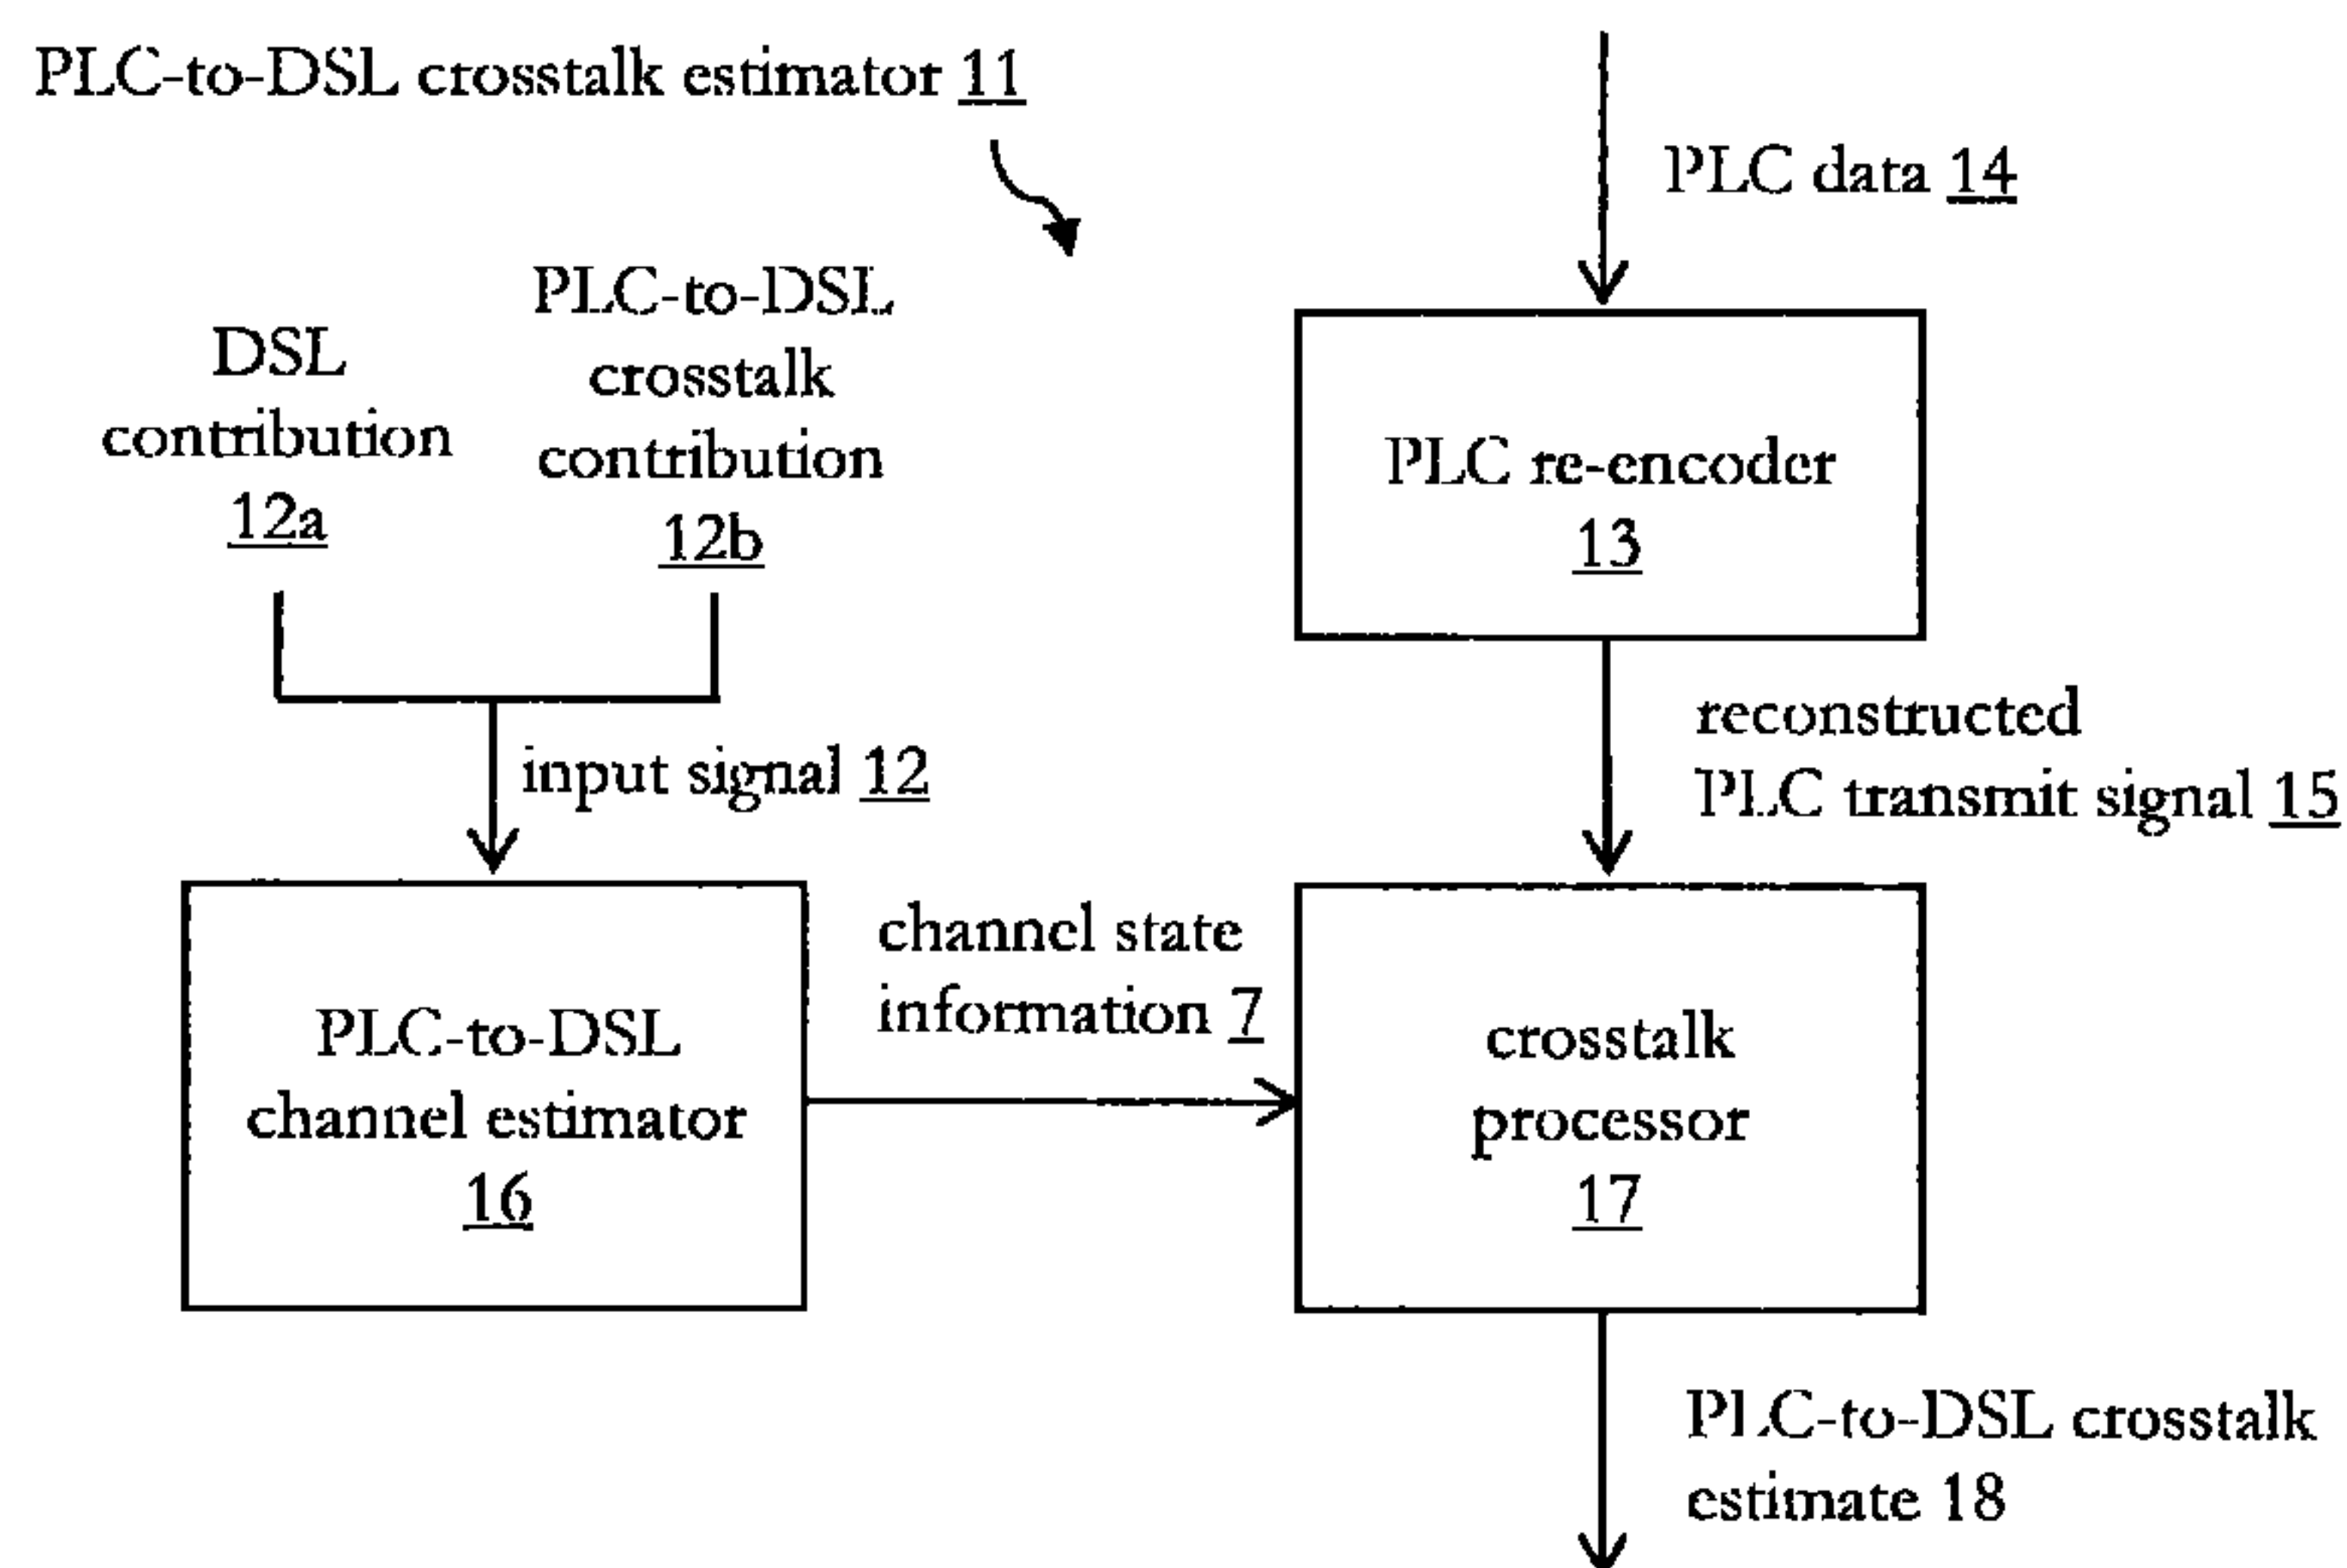 PLC-to-DSL crosstalk estimator 11
PLC data 14
DSL
contribution
12a
PLC-to-DSL
crosstalk
contribution
12b
PLC re-encoder
13
input signal 12
reconstructed
PLC transmit signal 15
PLC-to-DSL
channel estimator
16
channel state
information 7
crosstalk
processor
17
PLC-to-DSL crosstalk
estimate 18